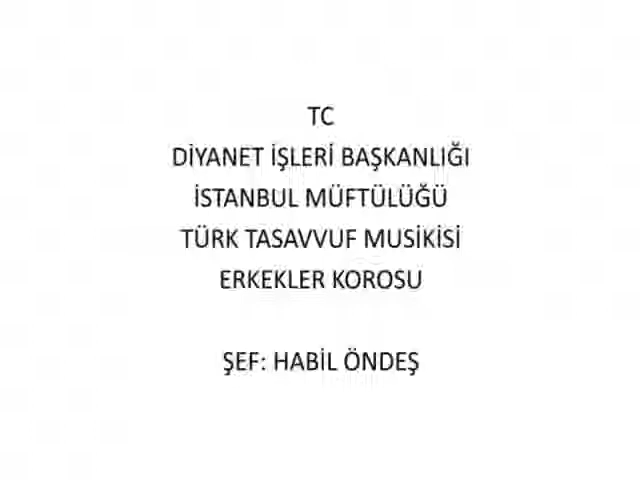 TC
DİYANET İŞLERİ BAŞKANLIĞI
İSTANBUL MÜFTÜLÜĞÜ
TÜRK TASAVVUF MUSİKİSİ
ERKEKLER KOROSU
ŞEF: HABİL ÖNDEŞ